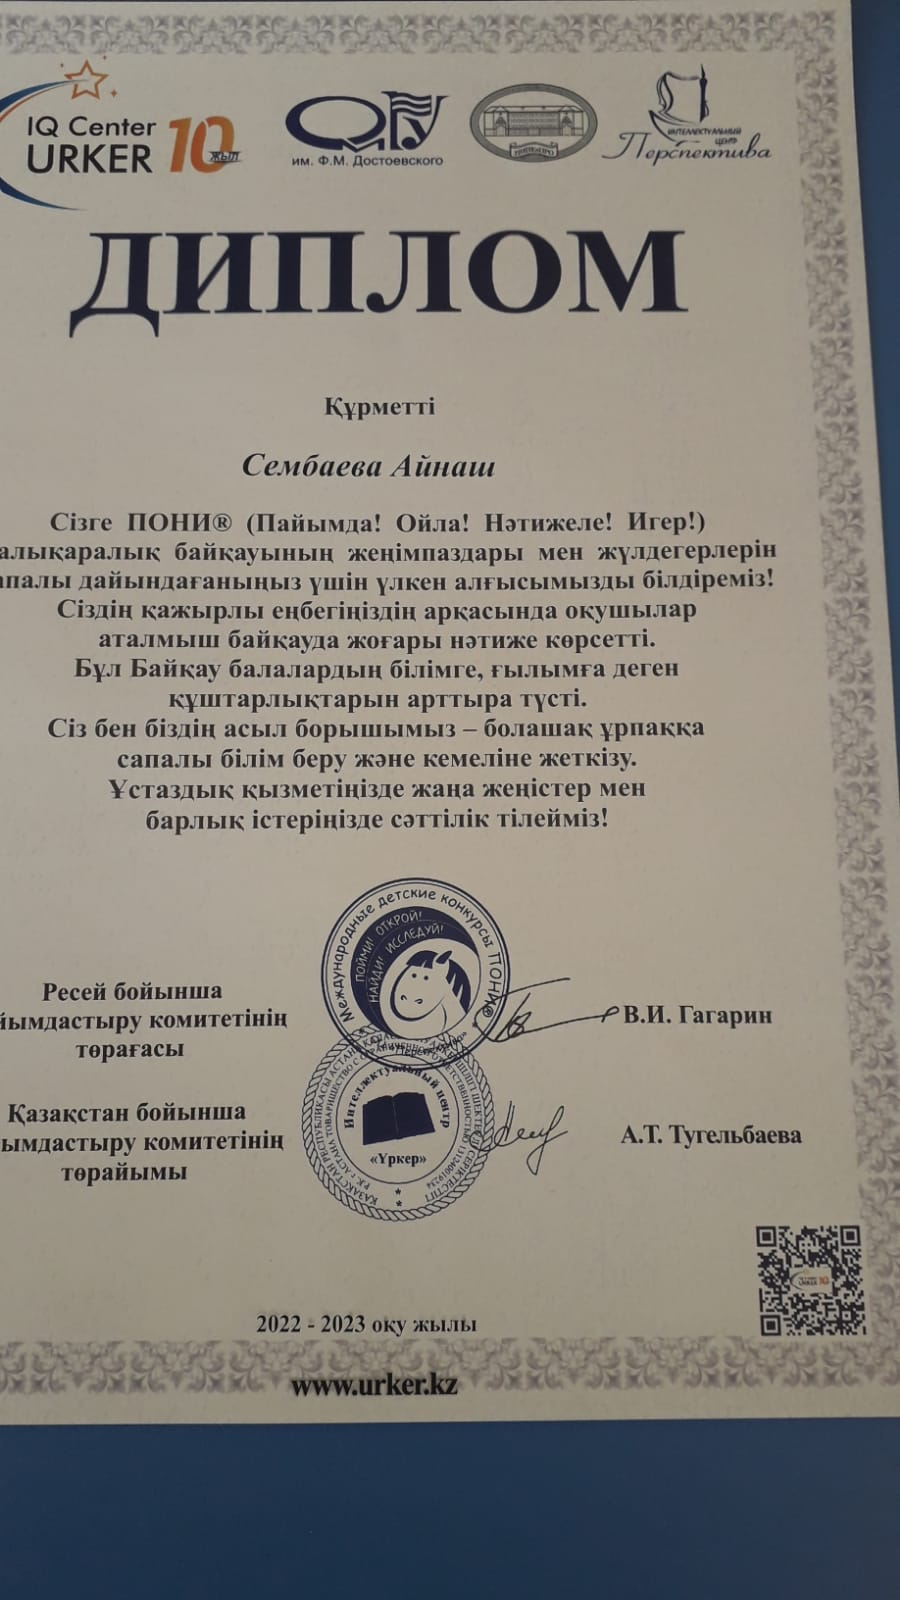 IQ Center
URKER 10
жыл
ОмГУ
им. Ф.М. Достоевского
ИНТЕЛЛЕКТУАЛЬНЫЙ
ЦЕНТР
Перспектива
ДИПЛОМ
Құрметті
Сембаева Айнаш
Сізге ПОНИ® (Пайымда! Ойла! Нәтижеле! Игер!)
алықаралық байқауының жеңімпаздары мен жүлдегерлерін
апалы дайындағаныңыз үшін үлкен алғысымызды білдіреміз!
Сіздің қажырлы еңбегіңіздің арқасында оқушылар
аталмыш байқауда жоғары нәтиже көрсетті.
Бұл Байқау балалардың білімге, ғылымға деген
құштарлықтарын арттыра түсті.
Сіз бен біздің асыл борышымыз – болашақ ұрпаққа
сапалы білім беру және кемеліне жеткізу.
Ұстаздық қызметіңізде жаңа жеңістер мен
барлық істеріңізде сәттілік тілейміз!
Международные детские конкурсы ПОНИ®
ПОЙМИ! ОТКРОЙ!
НАЙДИ! ИССЛЕДУЙ!
Ресей бойынша
йымдастыру комитетінің
төрағасы
В.И. Гагарин
Интеллектуальный центр
«Үркер»
Қазақстан бойынша
ымдастыру комитетінің
төрайымы
А.Т. Тугельбаева
URKER 10
2022 - 2023 оқу жылы
www.urker.kz